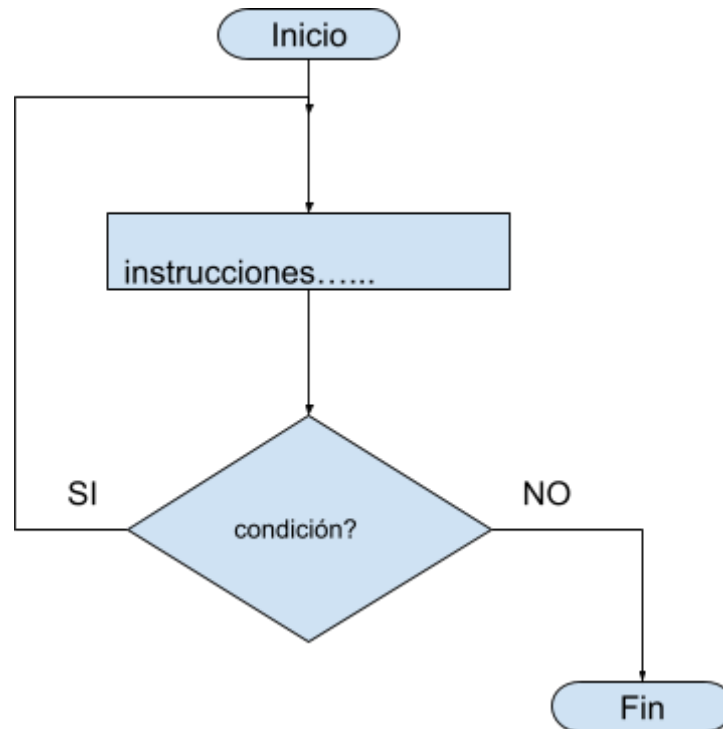 Inicio
instrucciones…...
condición?
SI
NO
Fin